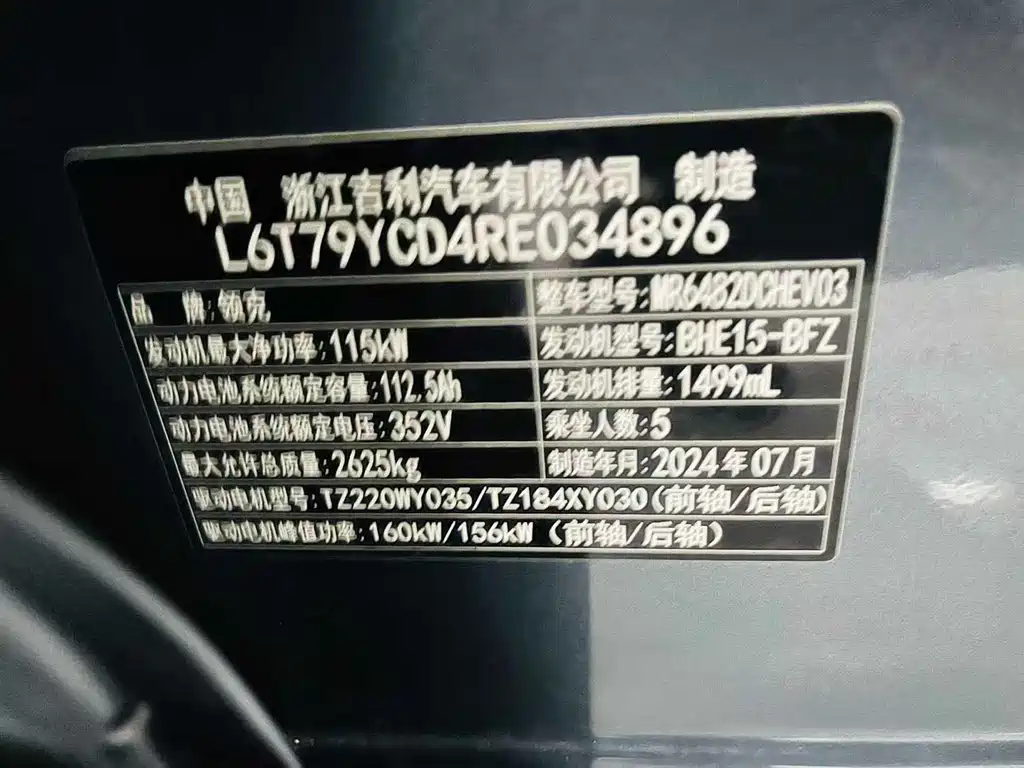 中国 浙江吉利汽车有限公司 制造
L6T79YCD4RE034896
品 牌:领克 整车型号:MR6482DCHEV03
发动机最大净功率:115kW 发动机型号:BHE15-BFZ
动力电池系统额定容量:112.5Ah 发动机排量:1499mL
动力电池系统额定电压:352V 乘坐人数:5
最大允许总质量:2625kg 制造年月:2024年07月
驱动电机型号:TZ220WY035/TZ184XY030(前轴/后轴)
驱动电机峰值功率:160kW/156kW (前轴/后轴)